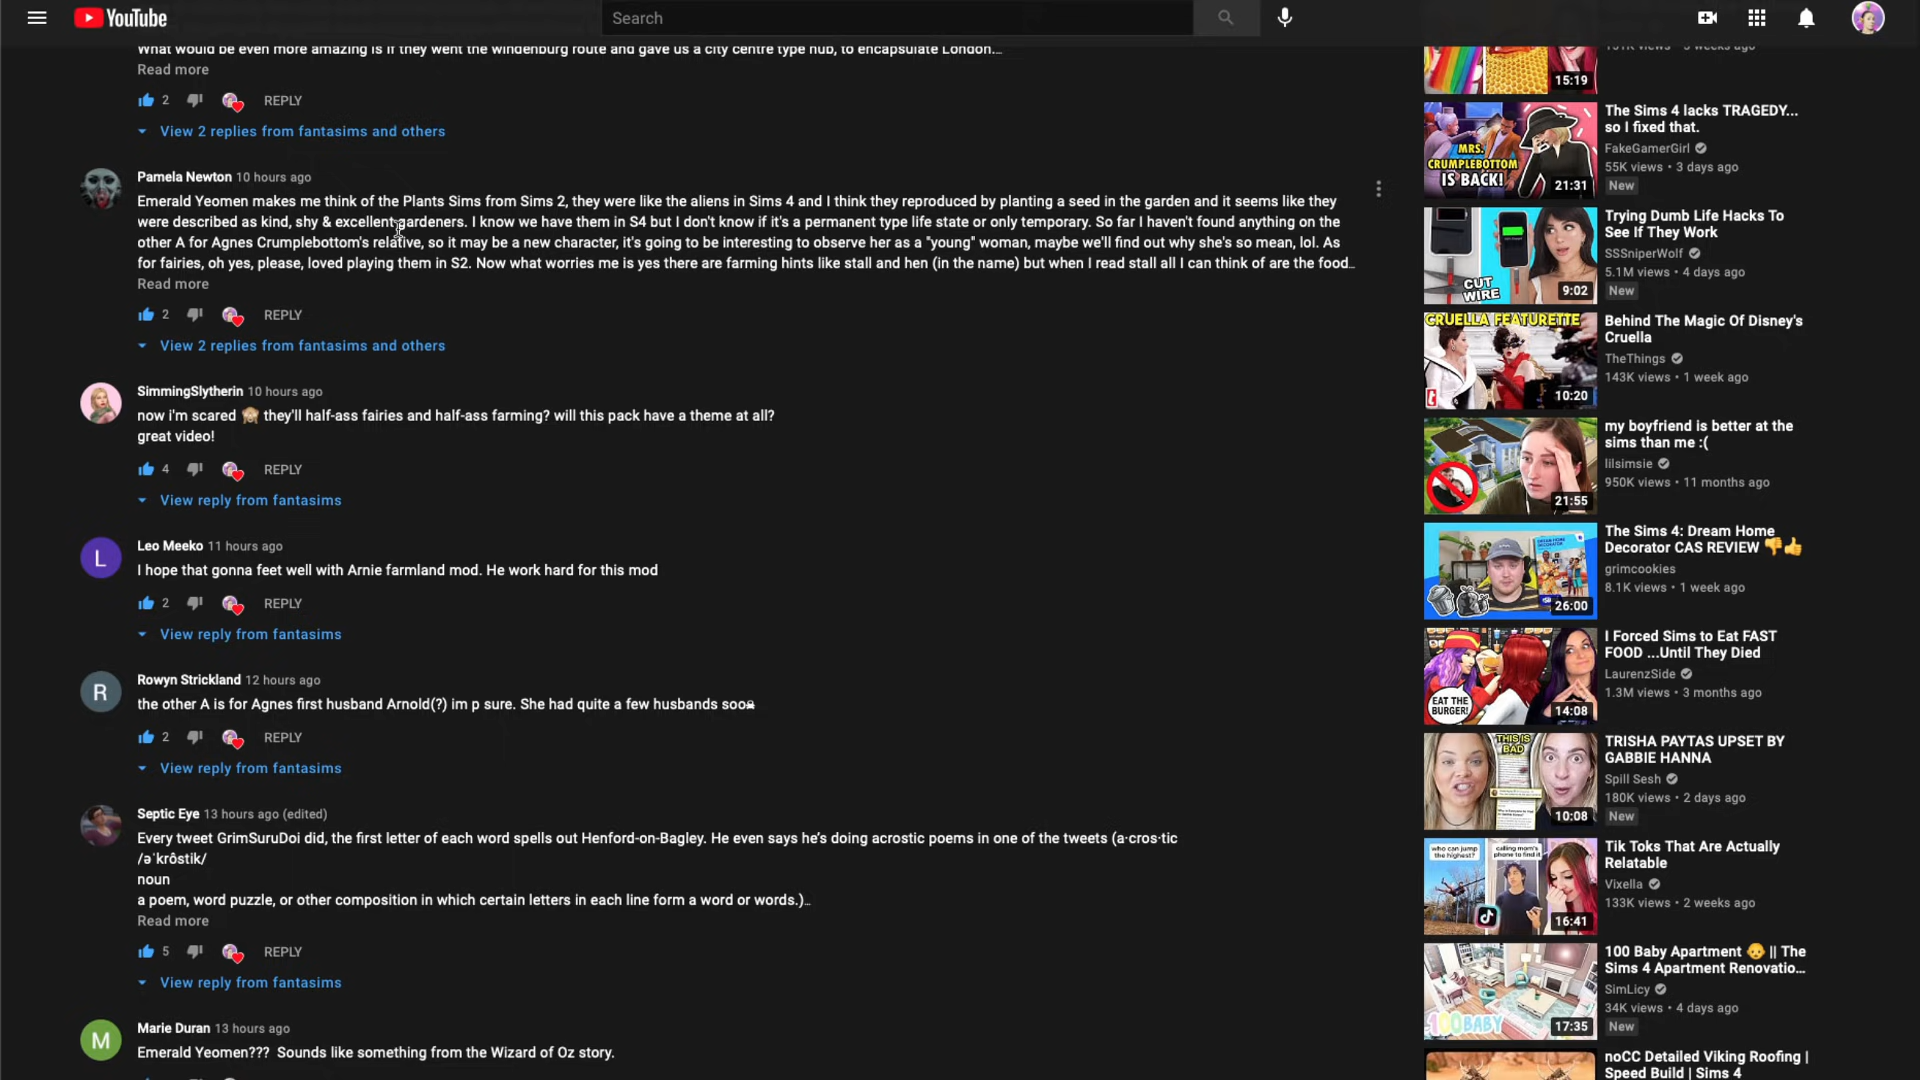 YouTube
Search
What would be even more amazing is if they went the windenburg route and gave us a city centre type hub, to encapsulate London...
Read more
2
REPLY
View 2 replies from fantasims and others
Pamela Newton 10 hours ago
Emerald Yeomen makes me think of the Plants Sims from Sims 2, they were like the aliens in Sims 4 and I think they reproduced by planting a seed in the garden and it seems like they
were described as kind, shy & excellent gardeners. I know we have them in S4 but I don't know if it's a permanent type life state or only temporary. So far I haven't found anything on the
other A for Agnes Crumplebottom's relative, so it may be a new character, it's going to be interesting to observe her as a "young" woman, maybe we'll find out why she's so mean, lol. As
for fairies, oh yes, please, loved playing them in S2. Now what worries me is yes there are farming hints like stall and hen (in the name) but when I read stall all I can think of are the food...
Read more
2
REPLY
View 2 replies from fantasims and others
SimmingSlytherin 10 hours ago
now i'm scared 🙈 they'll half-ass fairies and half-ass farming? will this pack have a theme at all?
great video!
4
REPLY
View reply from fantasims
L
Leo Meeko 11 hours ago
I hope that gonna feet well with Arnie farmland mod. He work hard for this mod
2
REPLY
View reply from fantasims
R
Rowyn Strickland 12 hours ago
the other A is for Agnes first husband Arnold(?) im p sure. She had quite a few husbands soo☠
2
REPLY
View reply from fantasims
Septic Eye 13 hours ago (edited)
Every tweet GrimSuruDoi did, the first letter of each word spells out Henford-on-Bagley. He even says he's doing acrostic poems in one of the tweets (a·cros·tic
/əˈkrôstik/
noun
a poem, word puzzle, or other composition in which certain letters in each line form a word or words.)...
Read more
5
REPLY
View reply from fantasims
M
Marie Duran 13 hours ago
Emerald Yeomen??? Sounds like something from the Wizard of Oz story.
15:19
MRS.
CRUMPLEBOTTOM
IS BACK!
21:31
The Sims 4 lacks TRAGEDY...
so I fixed that.
FakeGamerGirl
55K views • 3 days ago
New
CUT
WIRE
9:02
Trying Dumb Life Hacks To
See If They Work
SSSniperWolf
5.1M views • 4 days ago
New
CRUELLA FEATURETTE
10:20
Behind The Magic Of Disney's
Cruella
TheThings
143K views • 1 week ago
21:55
my boyfriend is better at the
sims than me :(
lilsimsie
950K views • 11 months ago
26:00
The Sims 4: Dream Home
Decorator CAS REVIEW 👎👍
grimcookies
8.1K views • 1 week ago
EAT THE
BURGER!
14:08
I Forced Sims to Eat FAST
FOOD ...Until They Died
LaurenzSide
1.3M views • 3 months ago
THIS IS
BAD
10:08
TRISHA PAYTAS UPSET BY
GABBIE HANNA
Spill Sesh
180K views • 2 days ago
New
who can jump
the highest?
calling mom's
phone to find it
16:41
Tik Toks That Are Actually
Relatable
Vixella
133K views • 2 weeks ago
100BABY
17:35
100 Baby Apartment 👶 || The
Sims 4 Apartment Renovatio...
SimLicy
34K views • 4 days ago
New
noCC Detailed Viking Roofing |
Speed Build | Sims 4